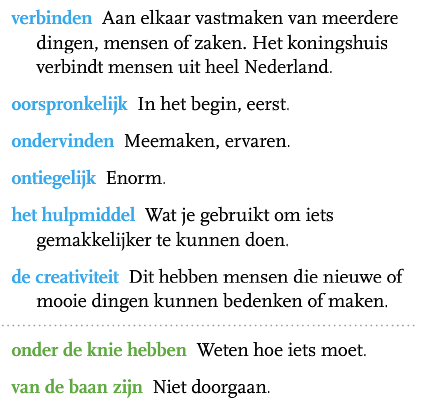 verbinden Aan elkaar vastmaken van meerdere
dingen, mensen of zaken. Het koningshuis
verbindt mensen uit heel Nederland.
oorspronkelijk In het begin, eerst.
ondervinden Meemaken, ervaren.
ontiegelijk Enorm.
het hulpmiddel Wat je gebruikt om iets
gemakkelijker te kunnen doen.
de creativiteit Dit hebben mensen die nieuwe of
mooie dingen kunnen bedenken of maken.
onder de knie hebben Weten hoe iets moet.
van de baan zijn Niet doorgaan.